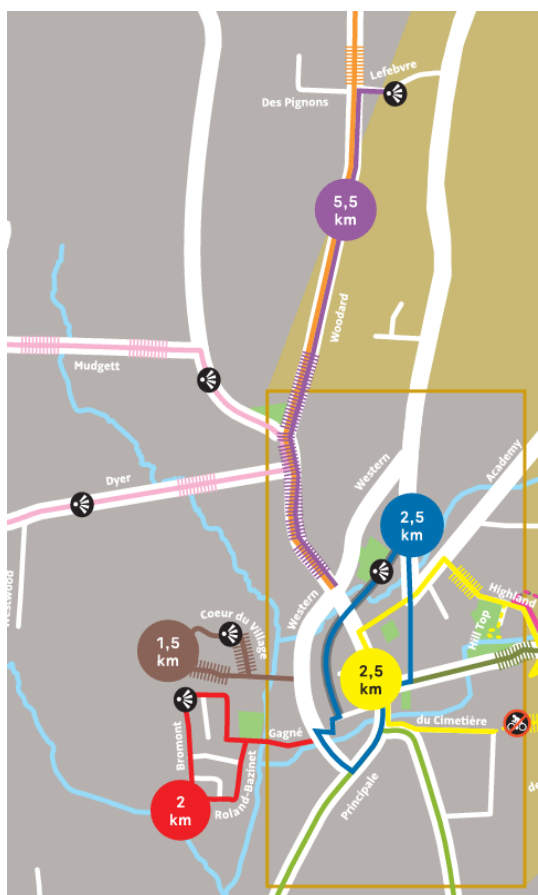 Lefebvre
Des Pignons
5,5
km
Woodard
Mudgett
Western
Academy
Dyer
2,5
km
Westwood
Western
Highland
Coeur du Village
Hill Top
1,5
km
2,5
km
du Cimetière
Gagné
Bromont
Roland-Bazinet
Principale
2
km
de